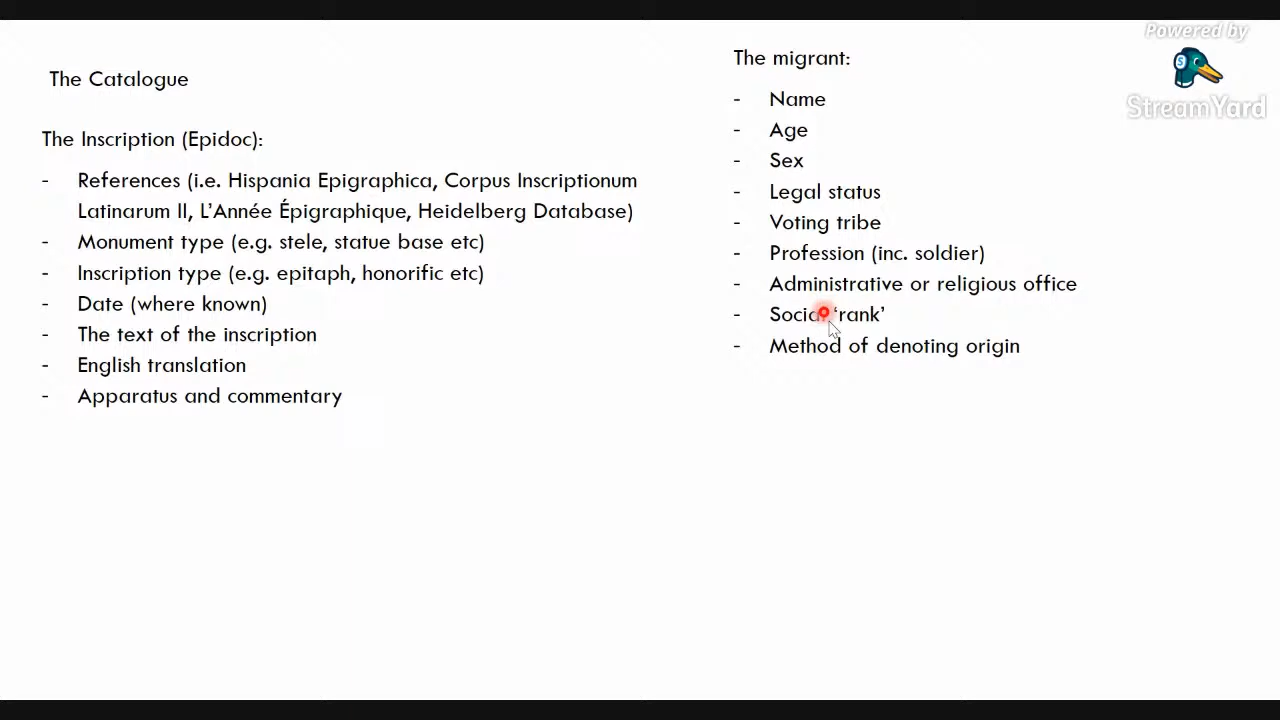 The Catalogue
The Inscription (Epidoc):
- References (i.e. Hispania Epigraphica, Corpus Inscriptionum
Latinarum II, L’Année Épigraphique, Heidelberg Database)
- Monument type (e.g. stele, statue base etc)
- Inscription type (e.g. epitaph, honorific etc)
- Date (where known)
- The text of the inscription
- English translation
- Apparatus and commentary
The migrant:
- Name
- Age
- Sex
- Legal status
- Voting tribe
- Profession (inc. soldier)
- Administrative or religious office
- Social ‘rank’
- Method of denoting origin
Powered by
S
StreamYard